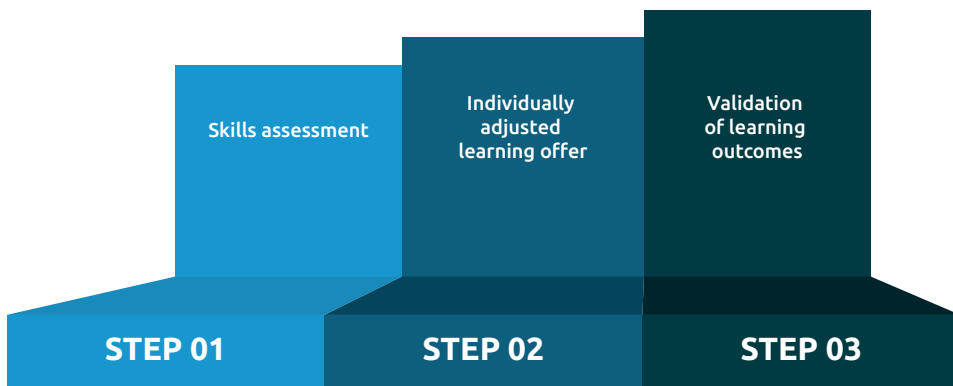 Skills assessment
Individually
adjusted
learning offer
Validation
of learning
outcomes
STEP 01
STEP 02
STEP 03